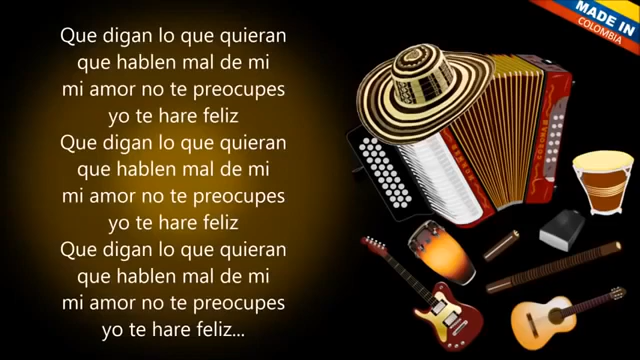 Que digan lo que quieran
que hablen mal de mi
mi amor no te preocupes
yo te hare feliz
Que digan lo que quieran
que hablen mal de mi
mi amor no te preocupes
yo te hare feliz
Que digan lo que quieran
que hablen mal de mi
mi amor no te preocupes
yo te hare feliz...
MADE IN
COLOMBIA
HOHNER
CORONA III